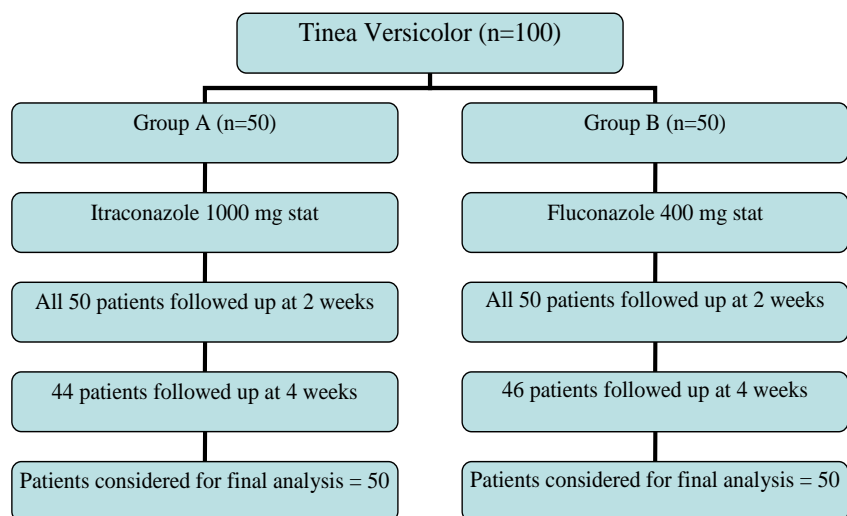 Tinea Versicolor (n=100)
Group A (n=50)
Group B (n=50)
Itraconazole 1000 mg stat
Fluconazole 400 mg stat
All 50 patients followed up at 2 weeks
All 50 patients followed up at 2 weeks
44 patients followed up at 4 weeks
46 patients followed up at 4 weeks
Patients considered for final analysis = 50
Patients considered for final analysis = 50